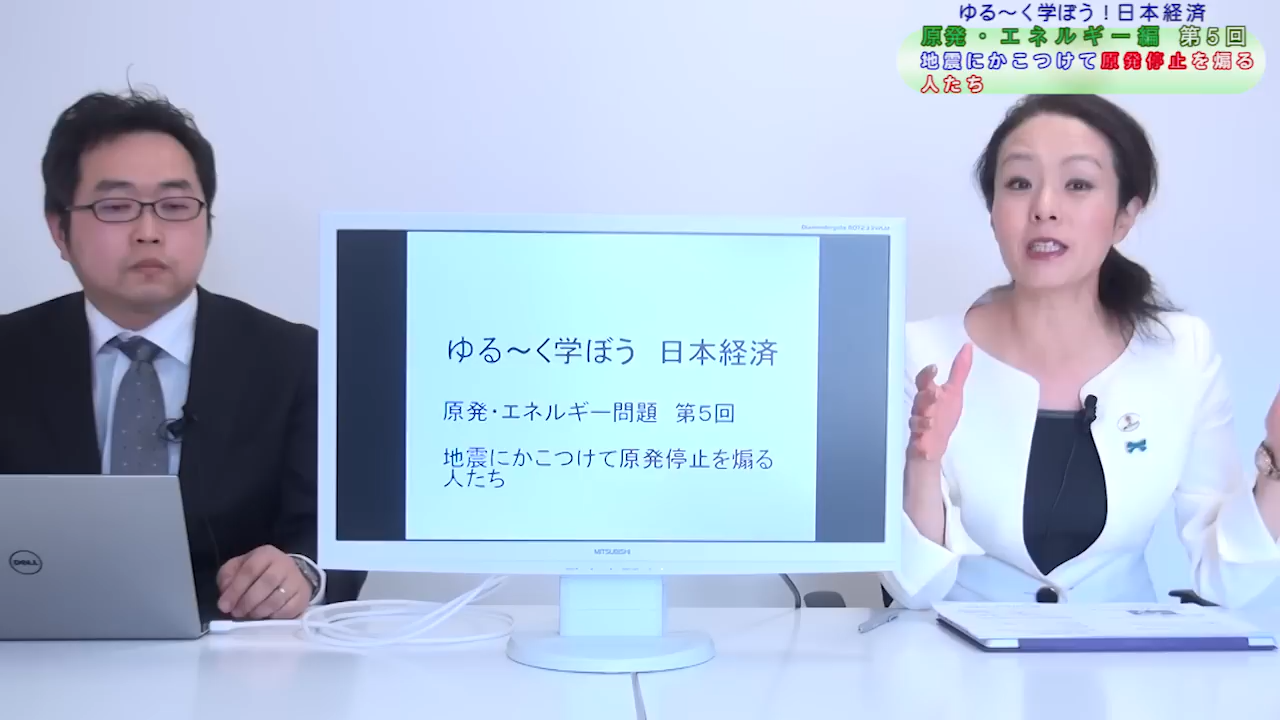 ゆる～く学ぼう！日本経済
原発・エネルギー編 第５回
地震にかこつけて原発停止を煽る
人たち
ゆる～く学ぼう 日本経済
原発・エネルギー問題 第５回
地震にかこつけて原発停止を煽る
人たち
MITSUBISHI
DELL